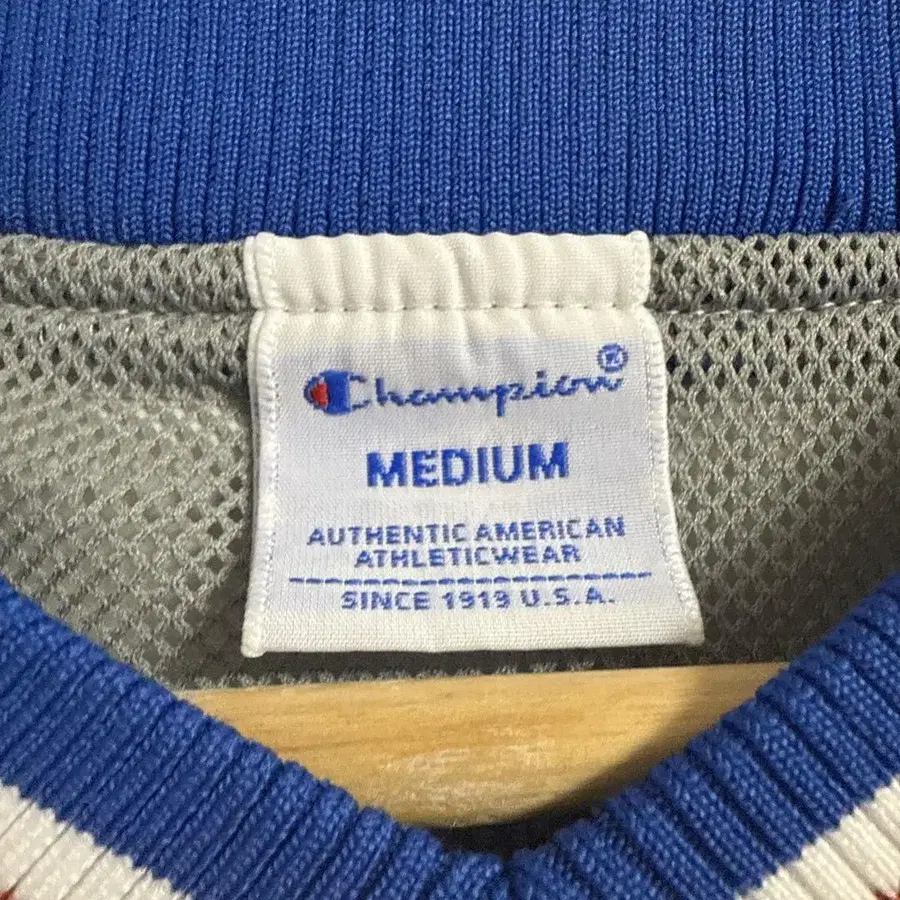 Champion®
MEDIUM
AUTHENTIC AMERICAN
ATHLETICWEAR
SINCE 1919 U.S.A.